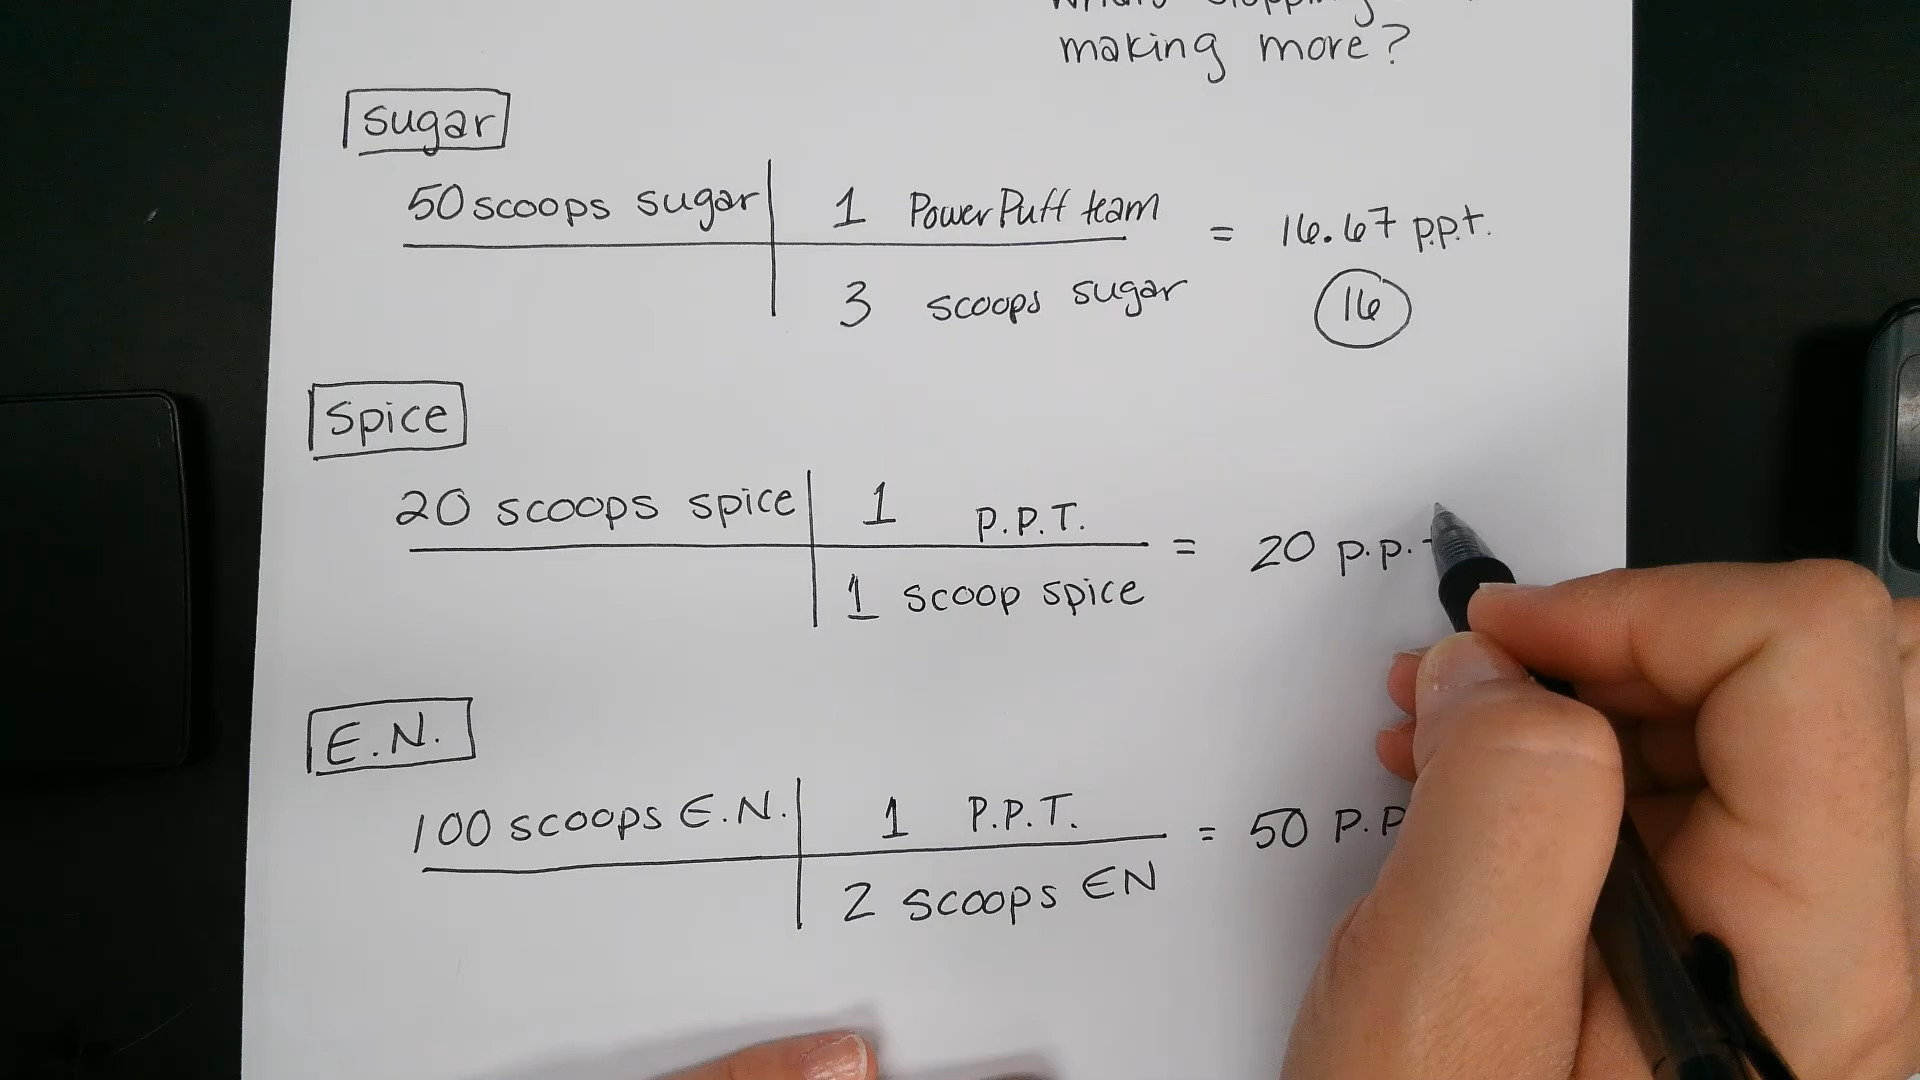 making more?
Sugar
50 scoops sugar 1 PowerPuff team
3 scoops sugar
= 16.67 p.p.t.
16
Spice
20 scoops spice 1 P.P.T.
1 scoop spice
= 20 p.p.
E.N.
100 scoops E.N. 1 P.P.T.
2 scoops EN
= 50 P.P